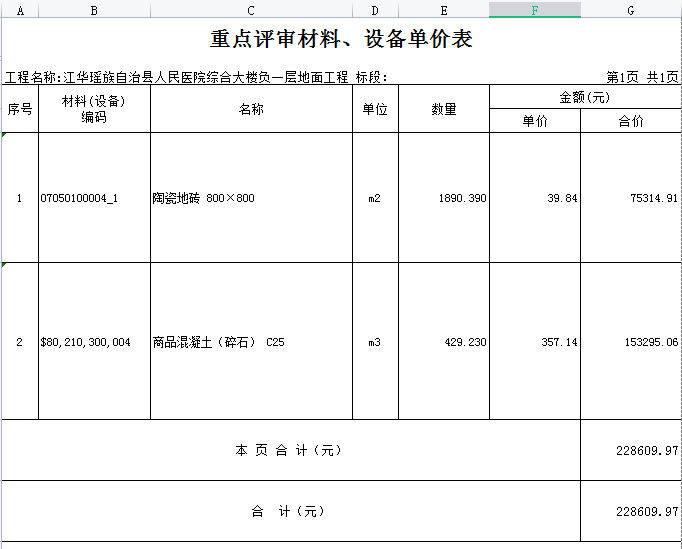 A B C D E F G
重点评审材料、设备单价表
工程名称:江华瑶族自治县人民医院综合大楼负一层地面工程 标段: 第1页 共1页
序号 材料(设备)编码 名称 单位 数量 金额(元)
单价 合价
1 07050100004_1 陶瓷地砖 800×800 m2 1890.390 39.84 75314.91
2 $80,210,300,004 商品混凝土（碎石） C25 m3 429.230 357.14 153295.06
本 页 合 计（元） 228609.97
合 计（元） 228609.97